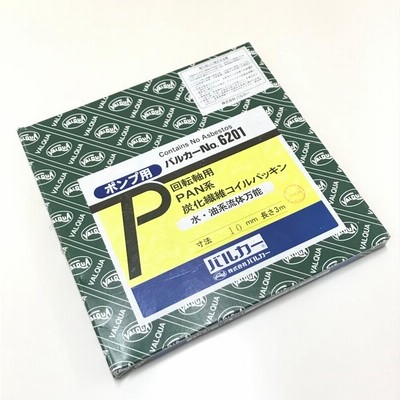 Contains No Asbestos
バルカーNo.6201
ポンプ用
P
回転軸用
PAN系
炭化繊維コイルパッキン
水・油系流体万能
寸法 10mm 長さ3m
バルカー
株式会社バルカー
VALQUA